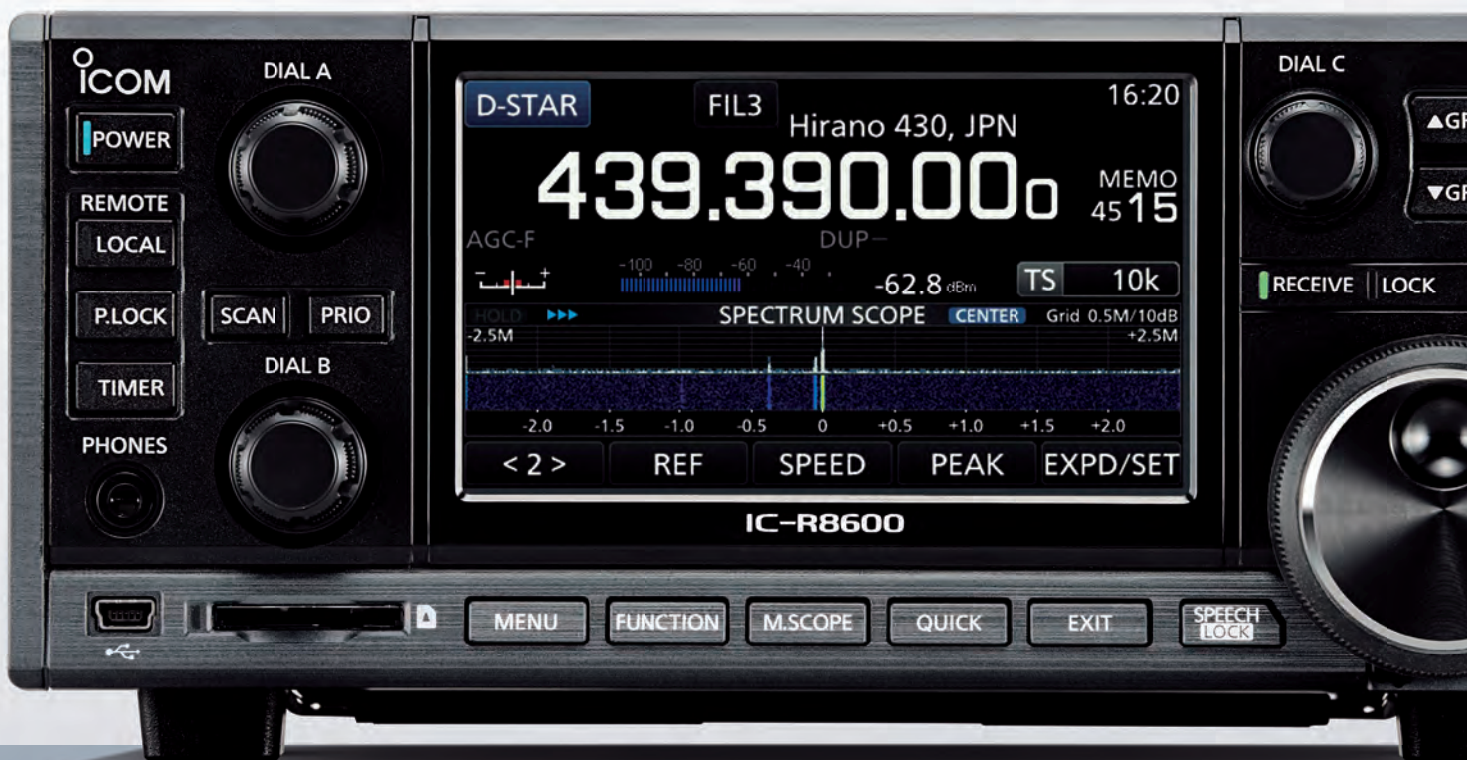 ICOM
DIAL A
POWER
REMOTE
LOCAL
P.LOCK
SCAN
PRIO
TIMER
DIAL B
PHONES
D-STAR
FIL3
16:20
Hirano 430, JPN
439.390.000
MEMO
45 15
AGC-F
DUP−
- +
-100 -80 -60 -40
-62.8 dBm
TS 10k
HOLD
SPECTRUM SCOPE
CENTER
Grid 0.5M/10dB
-2.5M
+2.5M
-2.0 -1.5 -1.0 -0.5 0 +0.5 +1.0 +1.5 +2.0
< 2 >
REF
SPEED
PEAK
EXPD/SET
IC-R8600
DIAL C
▲GR
▼GR
RECEIVE
LOCK
MENU
FUNCTION
M.SCOPE
QUICK
EXIT
SPEECH
LOCK